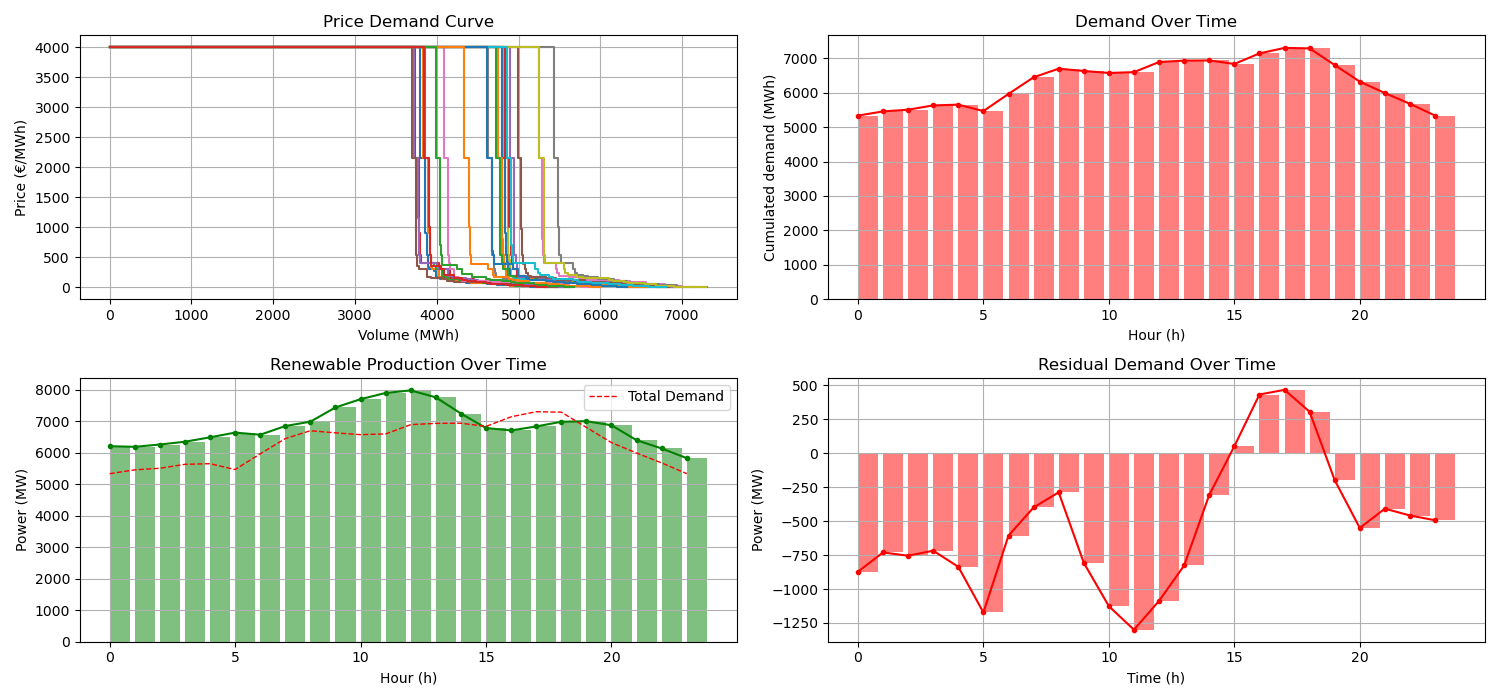 Price Demand Curve
Price (€/MWh)
4000
3500
3000
2500
2000
1500
1000
500
0
0 1000 2000 3000 4000 5000 6000 7000
Volume (MWh)
Demand Over Time
Cumulated demand (MWh)
7000
6000
5000
4000
3000
2000
1000
0
0 5 10 15 20
Hour (h)
Renewable Production Over Time
Total Demand
Power (MW)
8000
7000
6000
5000
4000
3000
2000
1000
0
0 5 10 15 20
Hour (h)
Residual Demand Over Time
Power (MW)
500
250
0
−250
−500
−750
−1000
−1250
0 5 10 15 20
Time (h)